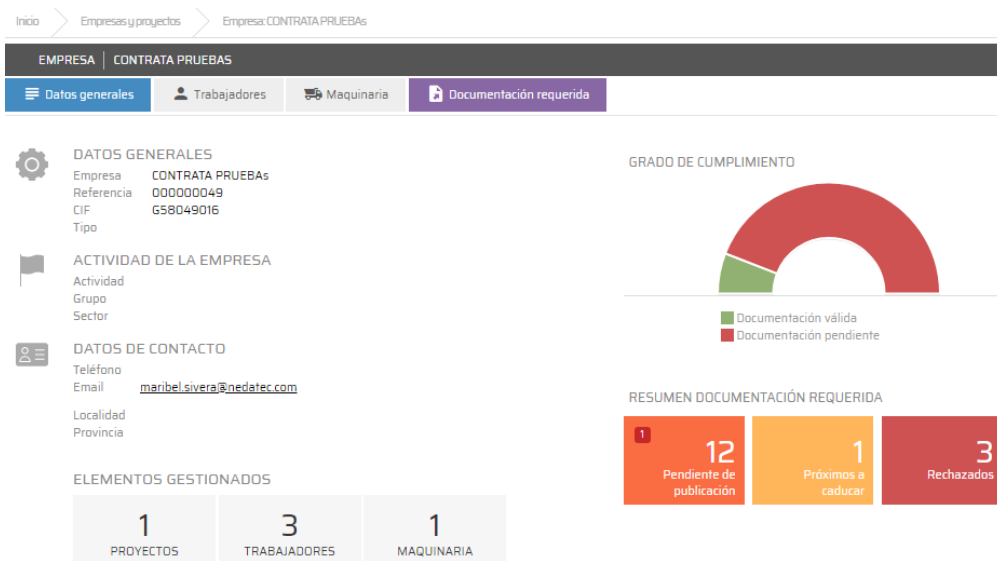 Inicio
Empresas y proyectos
Empresa: CONTRATA PRUEBAs
EMPRESA
CONTRATA PRUEBAS
Datos generales
Trabajadores
Maquinaria
Documentación requerida
DATOS GENERALES
Empresa CONTRATA PRUEBAs
Referencia 000000049
CIF G58049016
Tipo
ACTIVIDAD DE LA EMPRESA
Actividad
Grupo
Sector
DATOS DE CONTACTO
Teléfono
Email maribel.sivera@nedatec.com
Localidad
Provincia
ELEMENTOS GESTIONADOS
1
PROYECTOS
3
TRABAJADORES
1
MAQUINARIA
GRADO DE CUMPLIMIENTO
Documentación válida
Documentación pendiente
RESUMEN DOCUMENTACIÓN REQUERIDA
1
12
Pendiente de
publicación
1
Próximos a
caducar
3
Rechazados